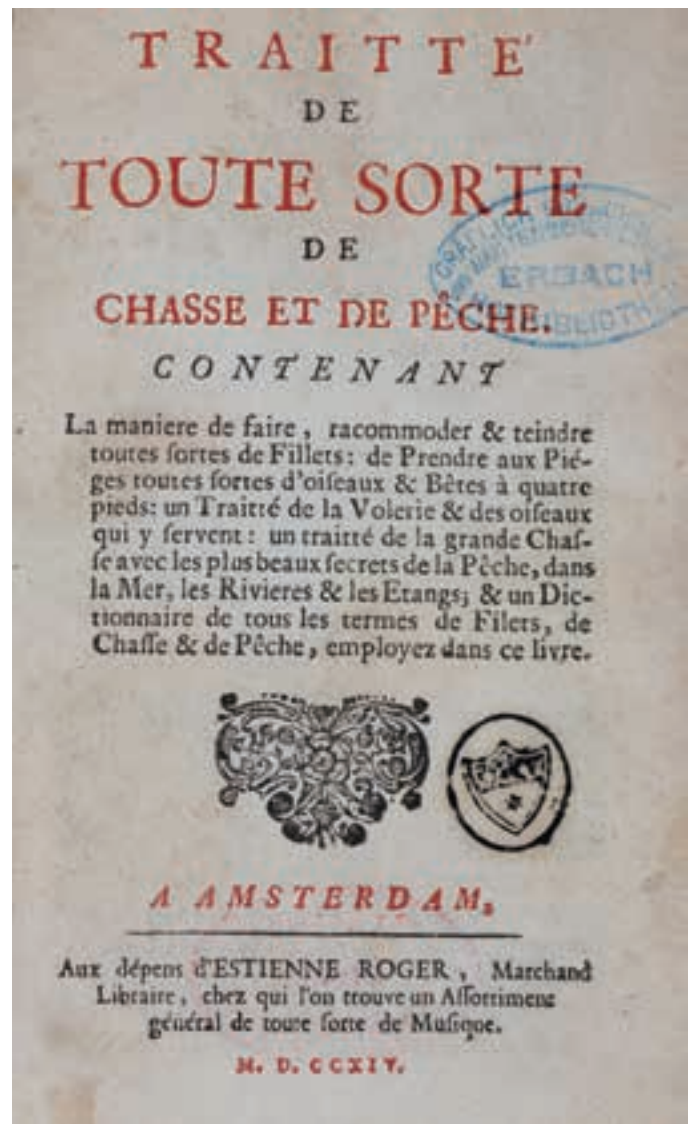 TRAITTE'
DE
TOUTE SORTE
DE
CHASSE ET DE PÊCHE.
CONTENANT
La maniere de faire, racommoder & teindre
toutes ſortes de Fillets: de Prendre aux Pié-
ges toutes ſortes d'oiſeaux & Bêtes à quatre
pieds: un Traitté de la Volerie & des oiſeaux
qui y ſervent: un traitté de la grande Chaſ-
ſe avec les plus beaux ſecrets de la Pêche, dans
la Mer, les Rivieres & les Etangs; & un Dic-
tionnaire de tous les termes de Filets, de
Chaſſe & de Pêche, employez dans ce livre.
A AMSTERDAM,
Aux dépens d'ESTIENNE ROGER, Marchand
Libraire, chez qui l'on trouve un Aſſortiment
général de toute ſorte de Muſique.
M. D. CCXIV.
GRÄFLICH
ERBACH